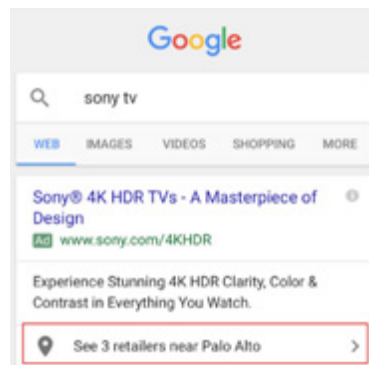 Google
sony tv
WEB IMAGES VIDEOS SHOPPING MORE
Sony® 4K HDR TVs - A Masterpiece of
Design
Ad www.sony.com/4KHDR
Experience Stunning 4K HDR Clarity, Color &
Contrast in Everything You Watch.
See 3 retailers near Palo Alto